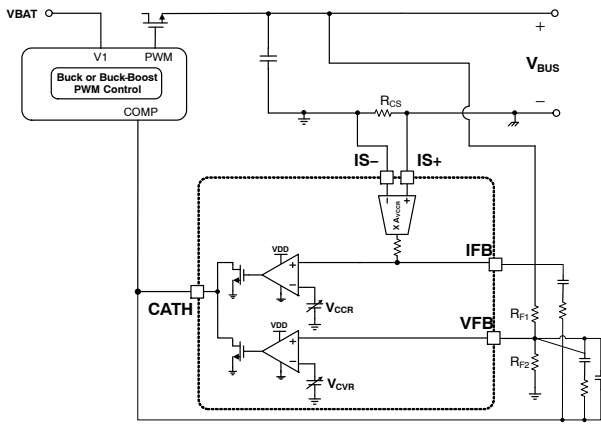 VBAT
V1
PWM
Buck or Buck-Boost
PWM Control
COMP
+
VBUS
−
RCS
IS−
IS+
− +
X AVCCR
VDD
+
−
VCCR
IFB
CATH
RF1
VDD
+
−
VCVR
VFB
RF2